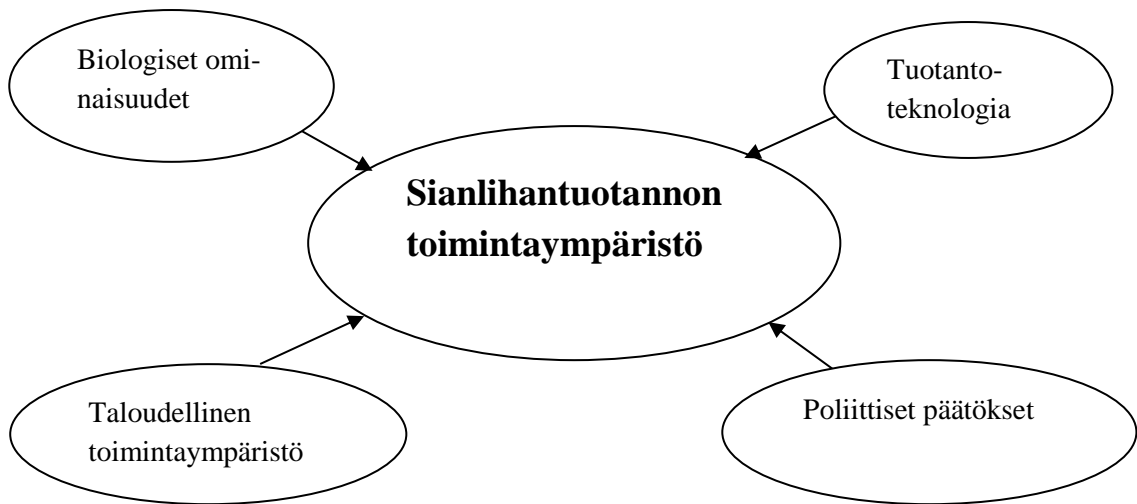 Biologiset omi-
naisuudet
Tuotanto-
teknologia
Sianlihantuotannon
toimintaympäristö
Taloudellinen
toimintaympäristö
Poliittiset päätökset